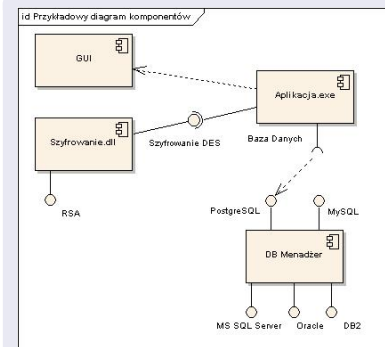 id Przykładowy diagram komponentów
GUI
Aplikacja.exe
Szyfrowanie.dll
Szyfrowanie DES
Baza Danych
RSA
PostgreSQL
MySQL
DB Menadżer
MS SQL Server
Oracle
DB2